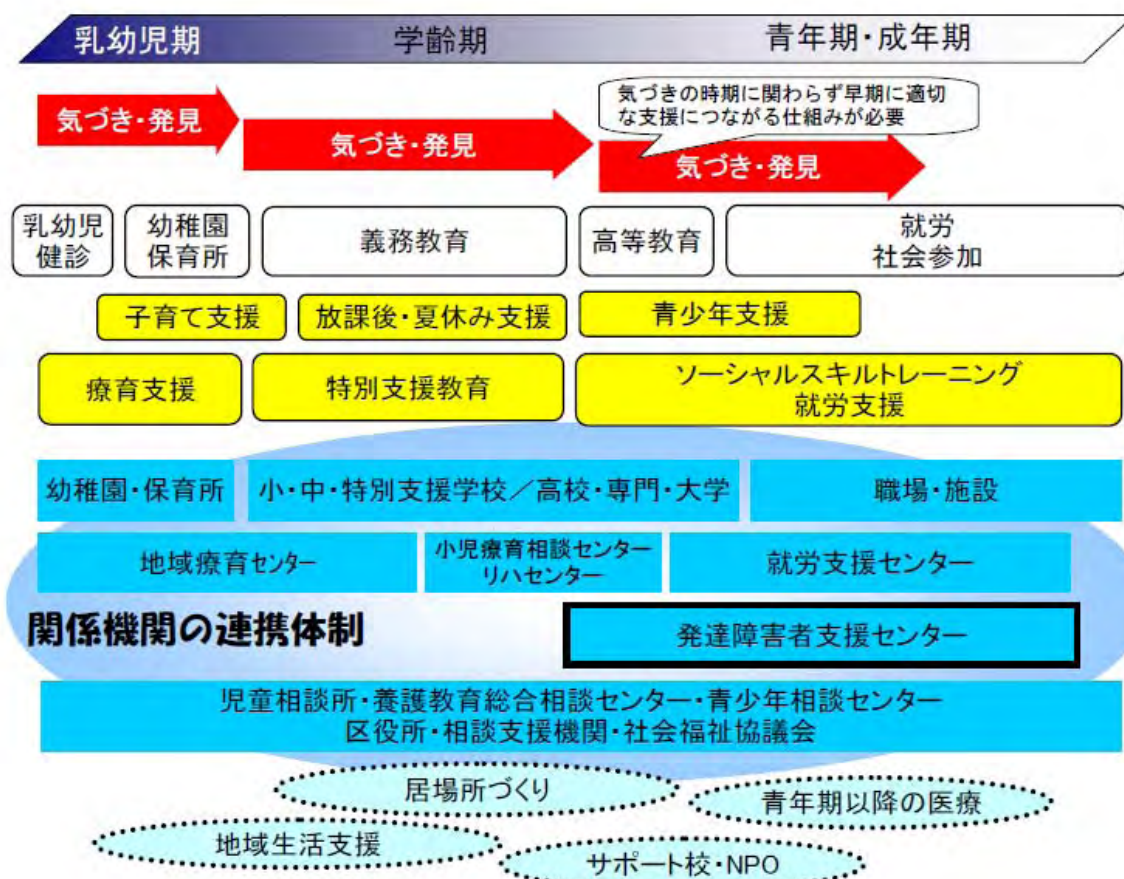 乳幼児期 学齢期 青年期・成年期
気づきの時期に関わらず早期に適切
な支援につながる仕組みが必要
気づき・発見
気づき・発見
気づき・発見
乳幼児
健診
幼稚園
保育所
義務教育
高等教育
就労
社会参加
子育て支援
放課後・夏休み支援
青少年支援
療育支援
特別支援教育
ソーシャルスキルトレーニング
就労支援
幼稚園・保育所
小・中・特別支援学校／高校・専門・大学
職場・施設
地域療育センター
小児療育相談センター
リハセンター
就労支援センター
関係機関の連携体制
発達障害者支援センター
児童相談所・養護教育総合相談センター・青少年相談センター
区役所・相談支援機関・社会福祉協議会
居場所づくり
青年期以降の医療
地域生活支援
サポート校・NPO